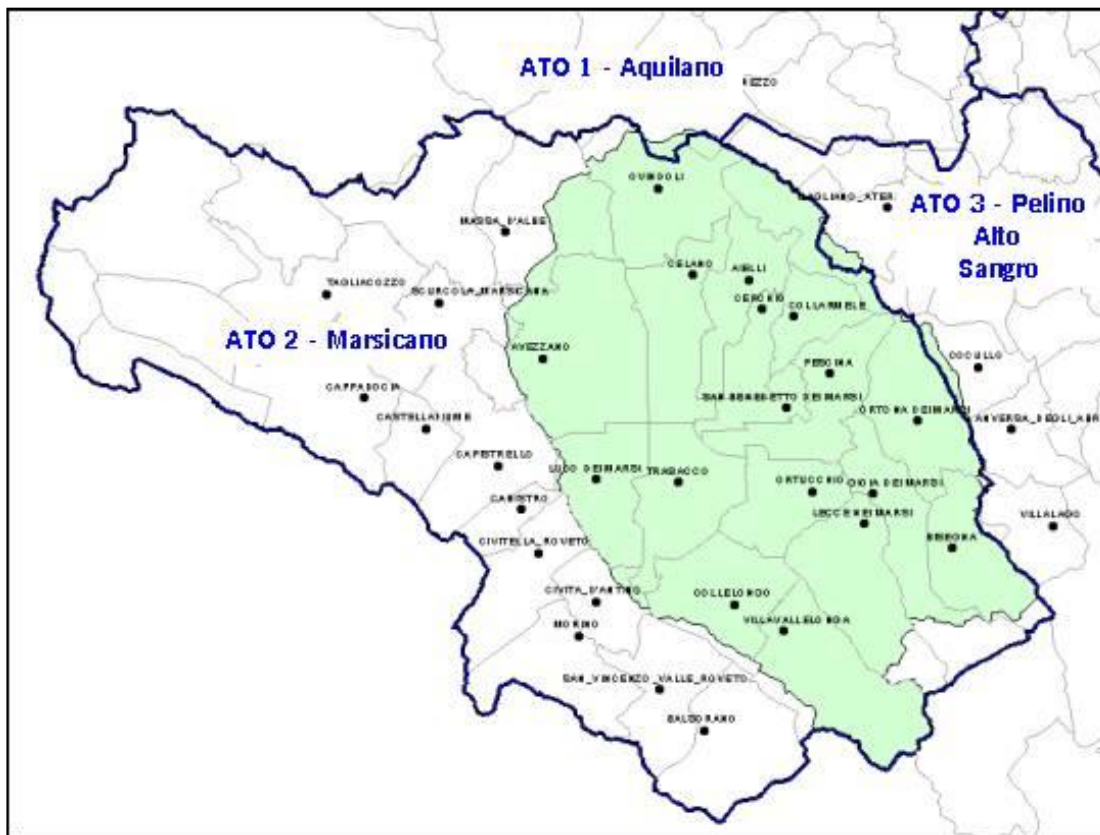 ATO 1 - Aquilano
OVINDOLI
ATO 3 - Pelino
Alto
Sangro
MASSA_D'ALBE
CELANO
AIELLI
TAGLIACOZZO
SCURCOLA_MARSICANA
CERCHIO
COLLARMELE
ATO 2 - Marsicano
AVEZZANO
COCULLO
PESCINA
CAPPADOCIA
SAN BENEDETTO DEI MARSI
ORTONA DEI MARSI
CASTELLAFIUME
CAPISTRELLO
LUCO DEI MARSI
TRASACCO
ORTUCCHIO
GIOIA DEI MARSI
CANISTRO
LECCE NEI MARSI
VILLALAGO
CIVITELLA_ROVETO
BISEGNA
CIVITA_D'ANTINO
COLLELONGO
MORINO
VILLAVALLELONGA
SAN_VINCENZO_VALLE_ROVETO
BALSORANO